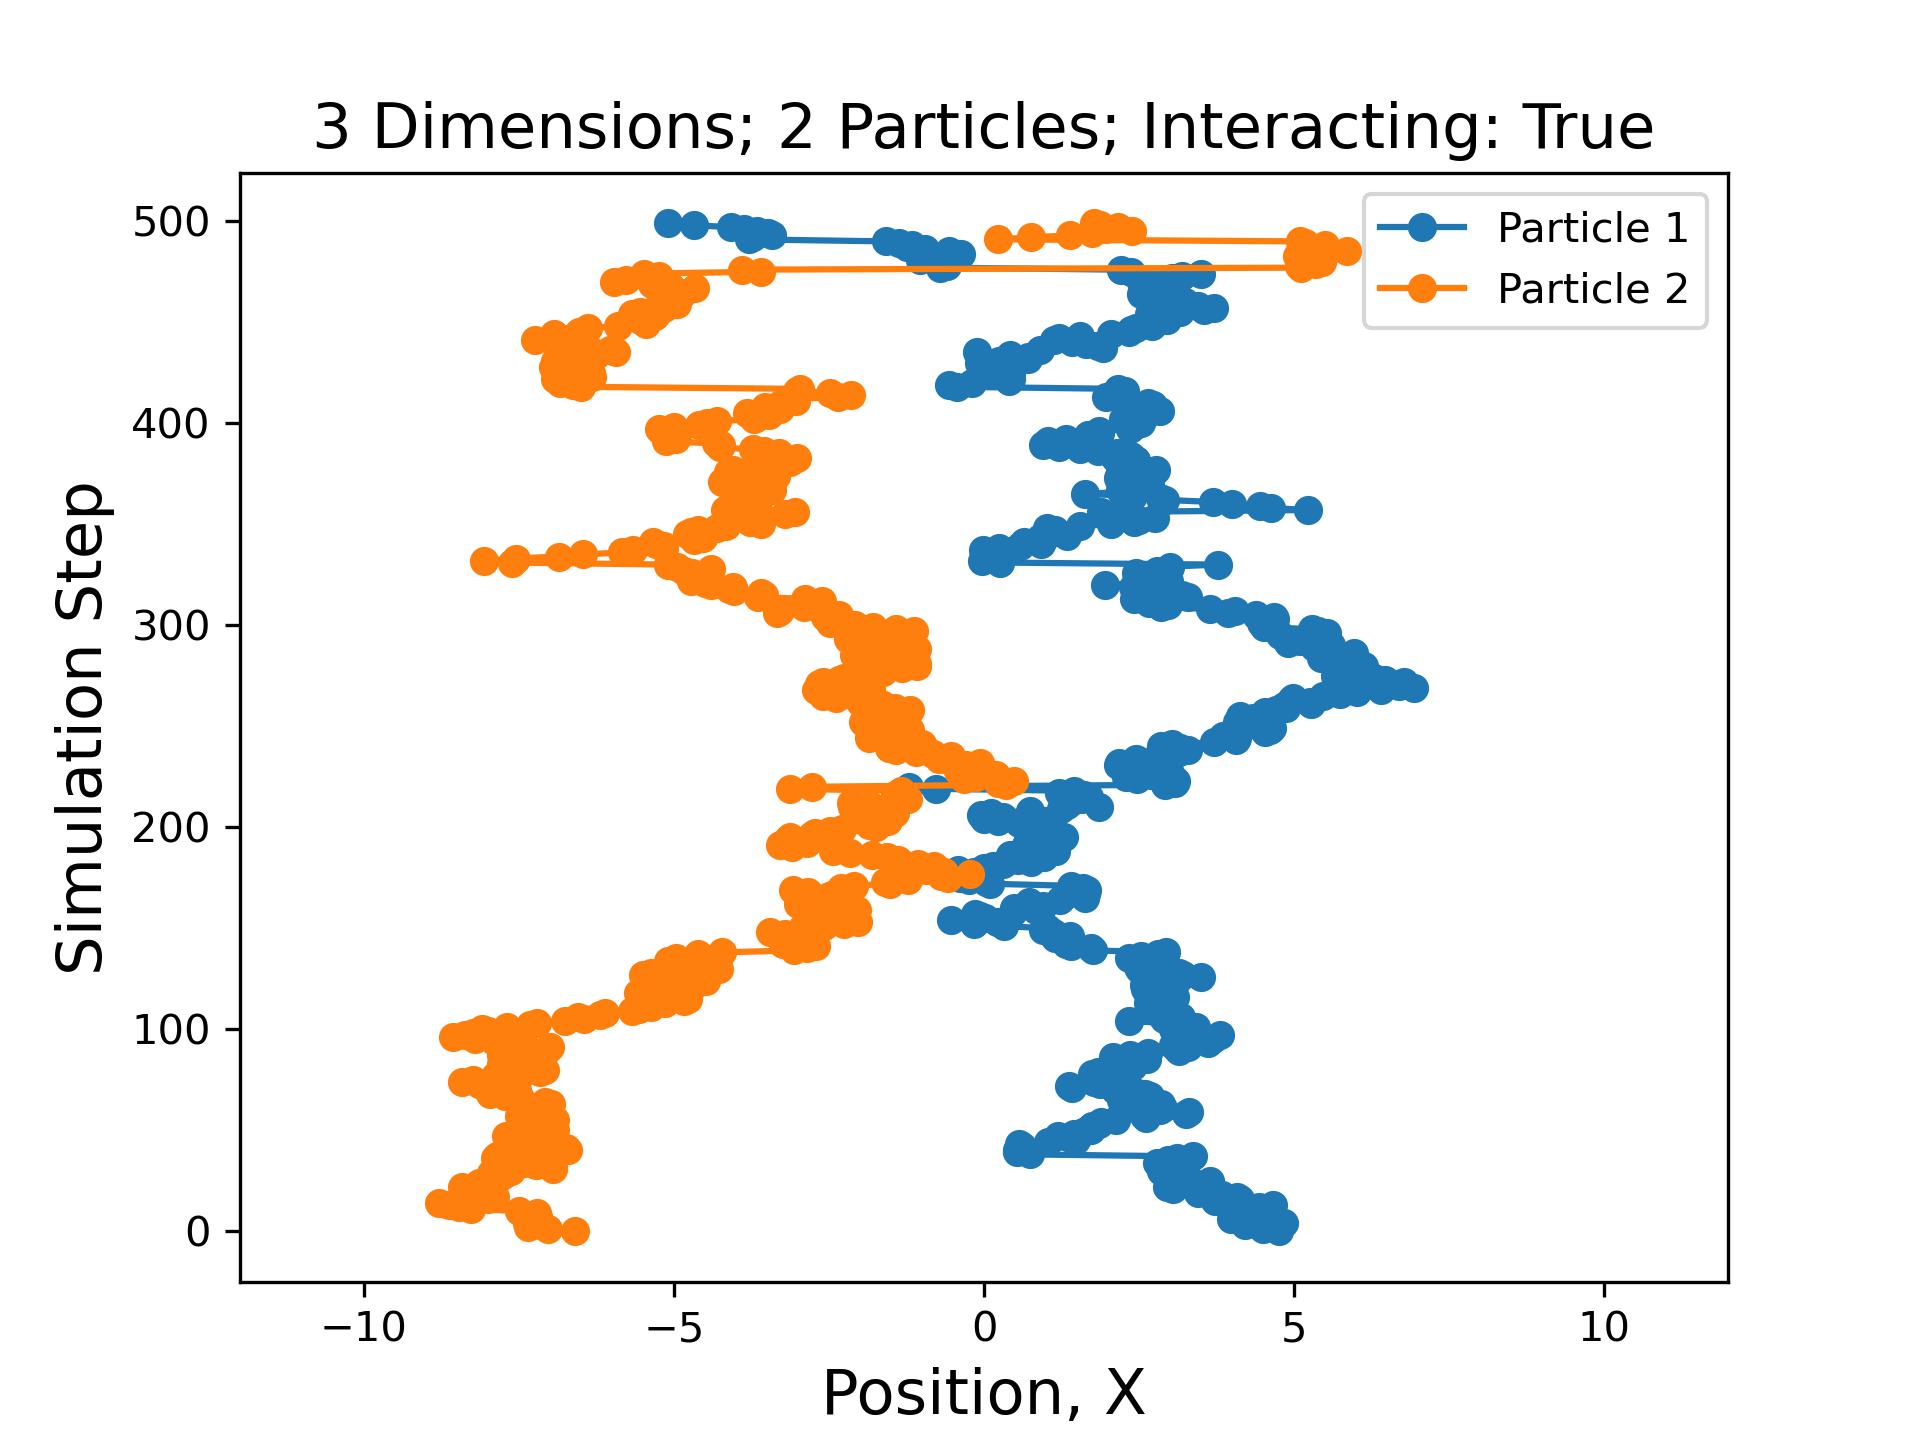 3 Dimensions; 2 Particles; Interacting: True
Particle 1
Particle 2
Simulation Step
500
400
300
200
100
0
−10
−5
0
5
10
Position, X